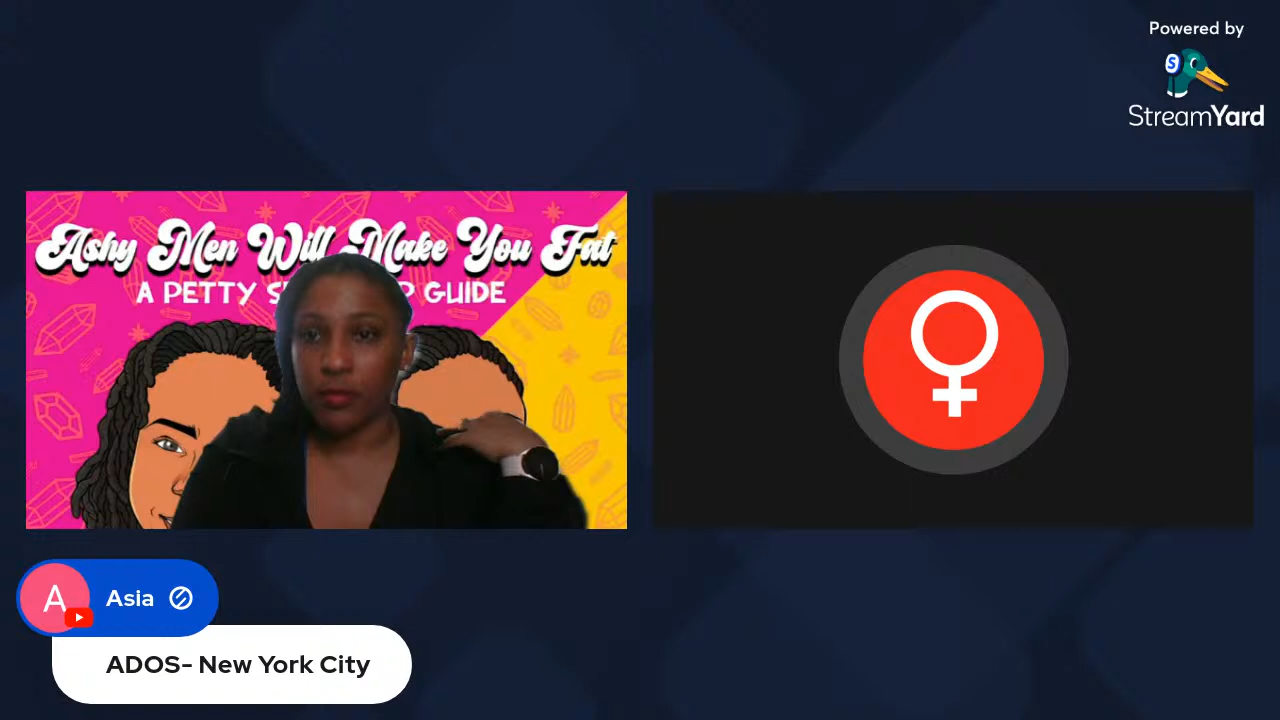 Powered by
S
StreamYard
Ashy Men Will Make You Fat
A PETTY GUIDE
A
Asia
ADOS- New York City